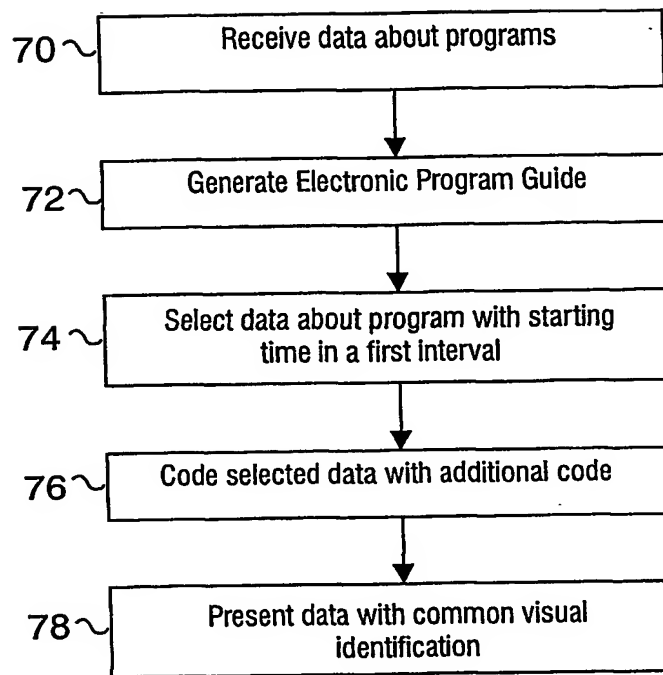 70
Receive data about programs
72
Generate Electronic Program Guide
74
Select data about program with starting
time in a first interval
76
Code selected data with additional code
78
Present data with common visual
identification